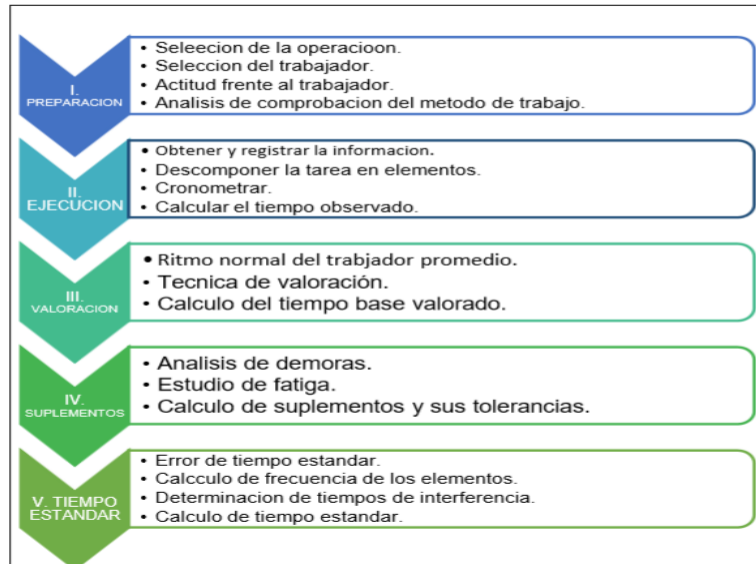 I.
PREPARACION
• Seleecion de la operacioon.
• Seleccion del trabajador.
• Actitud frente al trabajador.
• Analisis de comprobacion del metodo de trabajo.
II.
EJECUCION
• Obtener y registrar la informacion.
• Descomponer la tarea en elementos.
• Cronometrar.
• Calcular el tiempo observado.
III.
VALORACION
• Ritmo normal del trabjador promedio.
• Tecnica de valoración.
• Calculo del tiempo base valorado.
IV.
SUPLEMENTOS
• Analisis de demoras.
• Estudio de fatiga.
• Calculo de suplementos y sus tolerancias.
V. TIEMPO
ESTANDAR
• Error de tiempo estandar.
• Calcculo de frecuencia de los elementos.
• Determinacion de tiempos de interferencia.
• Calculo de tiempo estandar.